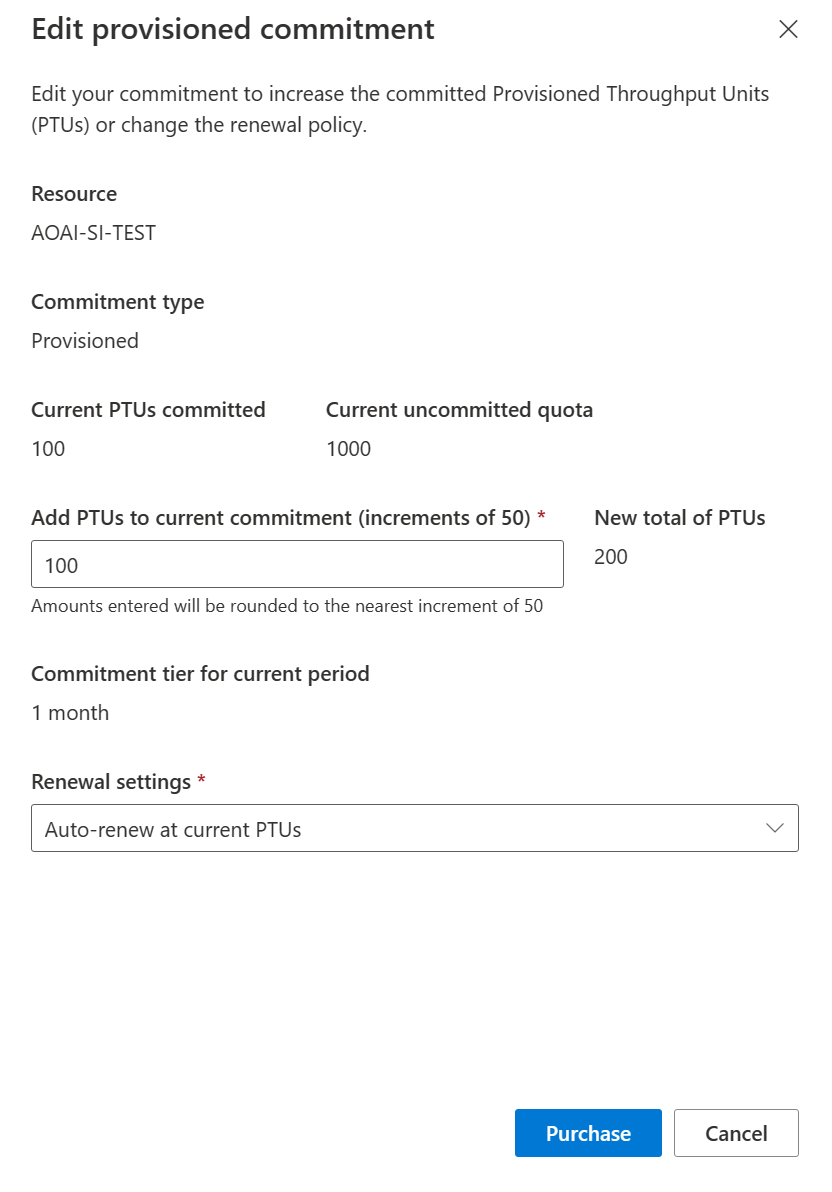 Edit provisioned commitment
Edit your commitment to increase the committed Provisioned Throughput Units
(PTUs) or change the renewal policy.
Resource
AOAI-SI-TEST
Commitment type
Provisioned
Current PTUs committed
Current uncommitted quota
100
1000
Add PTUs to current commitment (increments of 50) *
New total of PTUs
100
200
Amounts entered will be rounded to the nearest increment of 50
Commitment tier for current period
1 month
Renewal settings *
Auto-renew at current PTUs
Purchase
Cancel